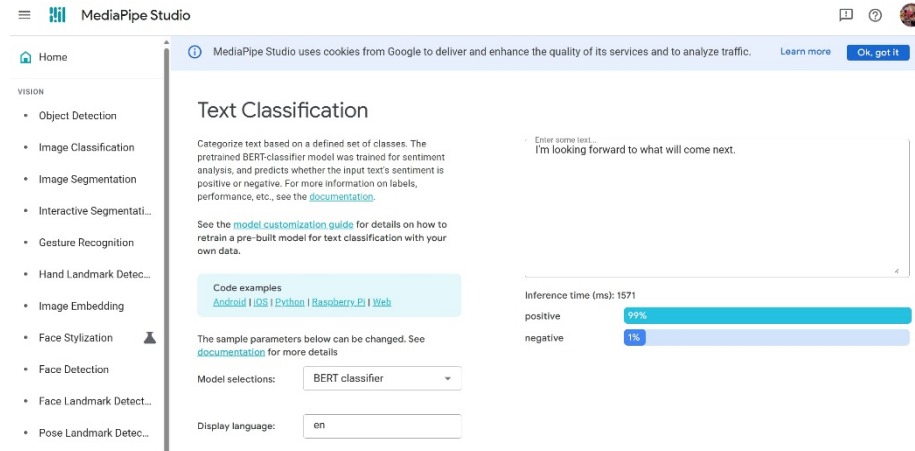 MediaPipe Studio
Home
VISION
Object Detection
Image Classification
Image Segmentation
Interactive Segmentati...
Gesture Recognition
Hand Landmark Detec...
Image Embedding
Face Stylization
Face Detection
Face Landmark Detect...
Pose Landmark Detec...
MediaPipe Studio uses cookies from Google to deliver and enhance the quality of its services and to analyze traffic.
Learn more
Ok, got it
Text Classification
Categorize text based on a defined set of classes. The
pretrained BERT-classifier model was trained for sentiment
analysis, and predicts whether the input text's sentiment is
positive or negative. For more information on labels,
performance, etc., see the documentation.
See the model customization guide for details on how to
retrain a pre-built model for text classification with your
own data.
Code examples
Android | iOS | Python | Raspberry Pi | Web
The sample parameters below can be changed. See
documentation for more details
Model selections:
BERT classifier
Display language:
en
Enter some text...
I'm looking forward to what will come next.
Inference time (ms): 1571
positive
99%
negative
1%